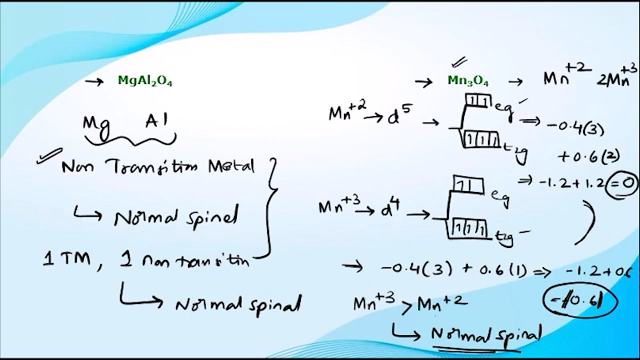 → MgAl₂O₄
Mg Al
✓ Non Transition Metal
↳ Normal spinel
1 TM, 1 non transitin
↳ Normal spinal
✓
→ Mn₃O₄ → Mn⁺² 2Mn⁺³
Mn⁺² → d⁵ → eg ⇒ -0.4(3)
t₂g + 0.6(2)
⇒ -1.2 + 1.2 = 0
Mn⁺³ → d⁴ → eg
t₂g
→ -0.4(3) + 0.6(1) ⇒ -1.2 + 0.6
-0.6
Mn⁺³ > Mn⁺²
↳ Normal spinal